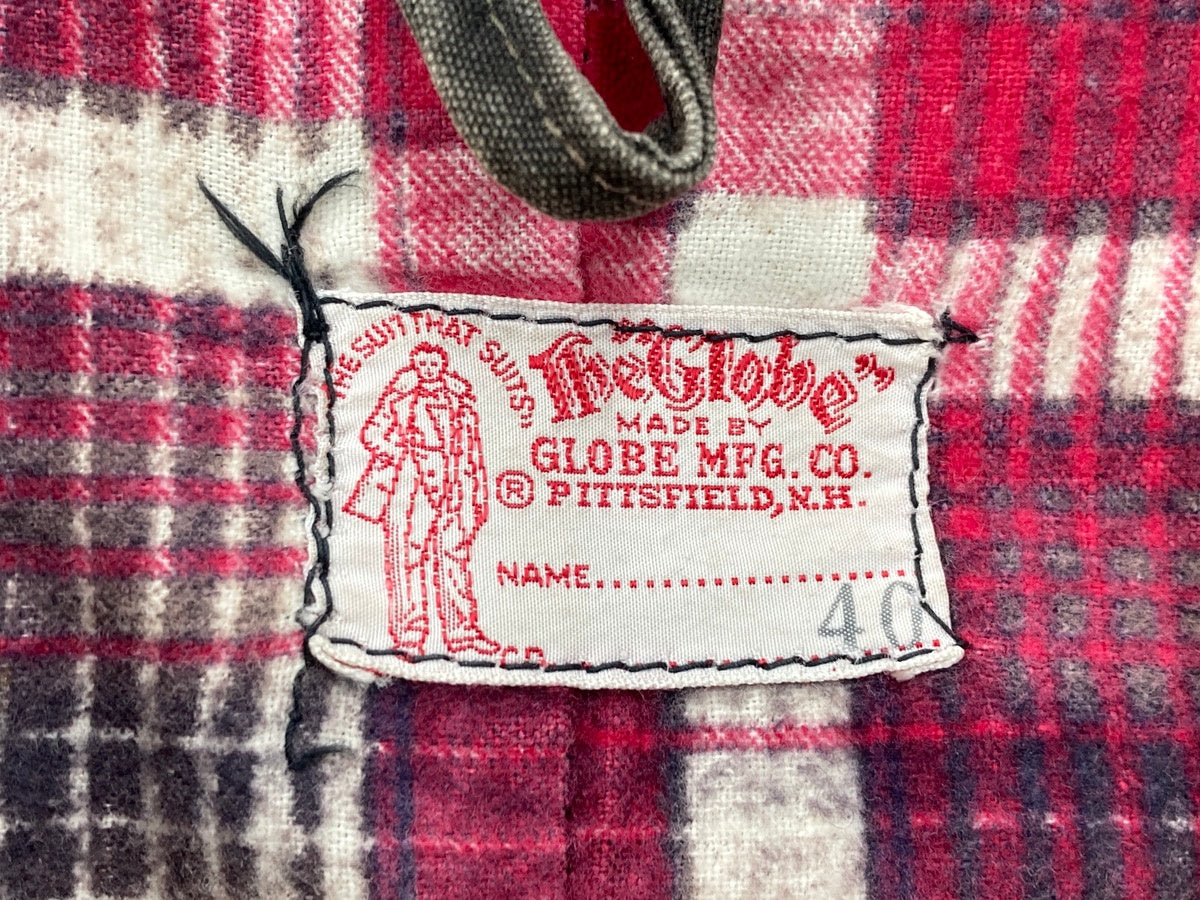 THE SUIT THAT SUITS"
"The Globe"
MADE BY
GLOBE MFG. CO.
® PITTSFIELD, N.H.
NAME....................
40